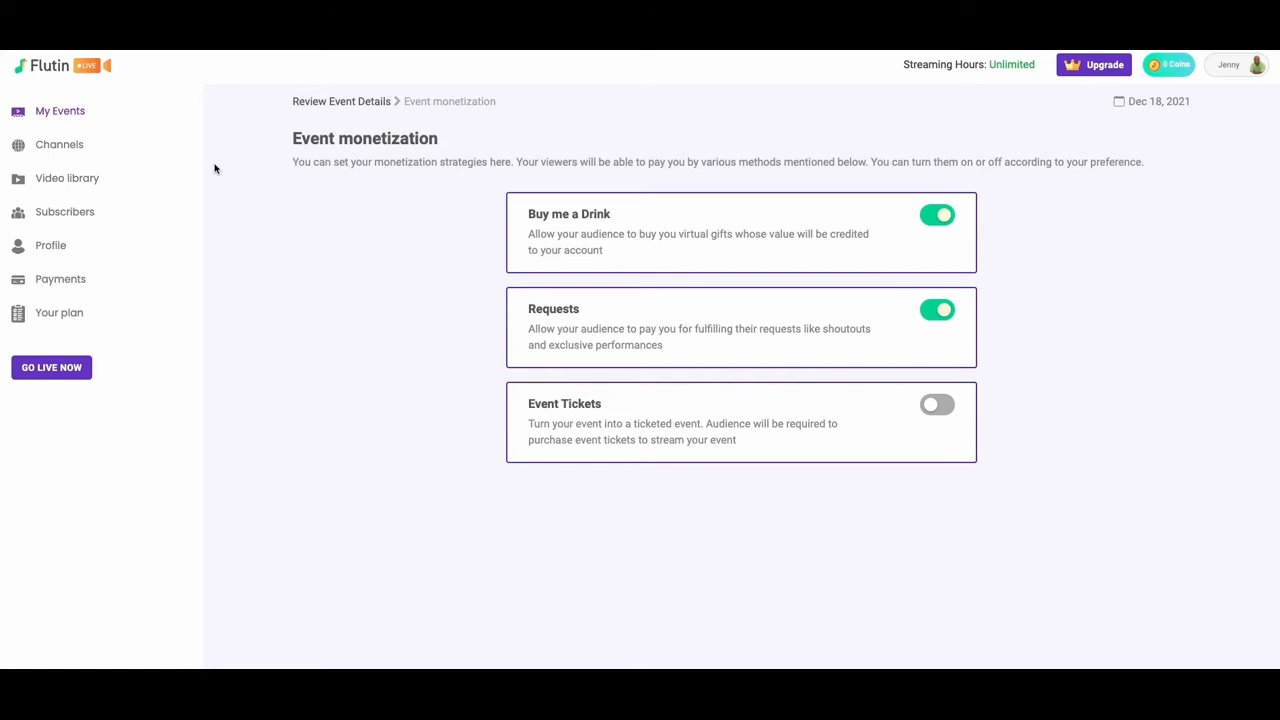 Flutin LIVE
Streaming Hours: Unlimited
Upgrade
0 Coins
Jenny
My Events
Channels
Video library
Subscribers
Profile
Payments
Your plan
GO LIVE NOW
Review Event Details > Event monetization
Dec 18, 2021
Event monetization
You can set your monetization strategies here. Your viewers will be able to pay you by various methods mentioned below. You can turn them on or off according to your preference.
Buy me a Drink
Allow your audience to buy you virtual gifts whose value will be credited
to your account
Requests
Allow your audience to pay you for fulfilling their requests like shoutouts
and exclusive performances
Event Tickets
Turn your event into a ticketed event. Audience will be required to
purchase event tickets to stream your event